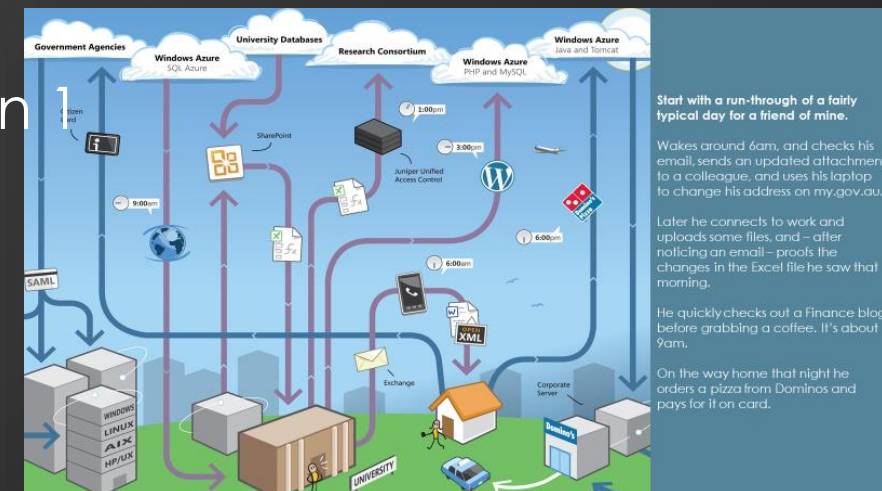 Government Agencies
Windows Azure
SQL Azure
University Databases
Research Consortium
Windows Azure
PHP and MySQL
Windows Azure
Java and Tomcat
n 1
Citizen
Card
SharePoint
1:00pm
3:00pm
Juniper Unified
Access Control
9:00am
Domino's
Pizza
6:00pm
6:00am
SAML
OPEN
XML
Exchange
Corporate
Server
WINDOWS
LINUX
AIX
HP/UX
UNIVERSITY
Domino's
Start with a run-through of a fairly
typical day for a friend of mine.
Wakes around 6am, and checks his
email, sends an updated attachmen
to a colleague, and uses his laptop
to change his address on my.gov.au.
Later he connects to work and
uploads some files, and – after
noticing an email – proofs the
changes in the Excel file he saw that
morning.
He quickly checks out a Finance blog
before grabbing a coffee. It's about
9am.
On the way home that night he
orders a pizza from Dominos and
pays for it on card.